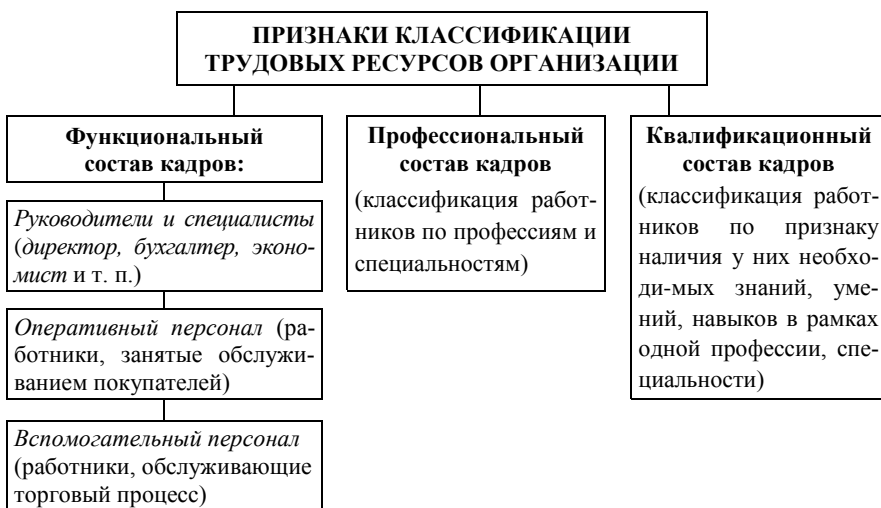 ПРИЗНАКИ КЛАССИФИКАЦИИ
ТРУДОВЫХ РЕСУРСОВ ОРГАНИЗАЦИИ
Функциональный
состав кадров:
Руководители и специалисты
(директор, бухгалтер, эконо-
мист и т. п.)
Оперативный персонал (ра-
ботники, занятые обслужи-
ванием покупателей)
Вспомогательный персонал
(работники, обслуживающие
торговый процесс)
Профессиональный
состав кадров
(классификация работ-
ников по профессиям и
специальностям)
Квалификационный
состав кадров
(классификация работ-
ников по признаку
наличия у них необхо-
ди-мых знаний, уме-
ний, навыков в рамках
одной профессии, спе-
циальности)